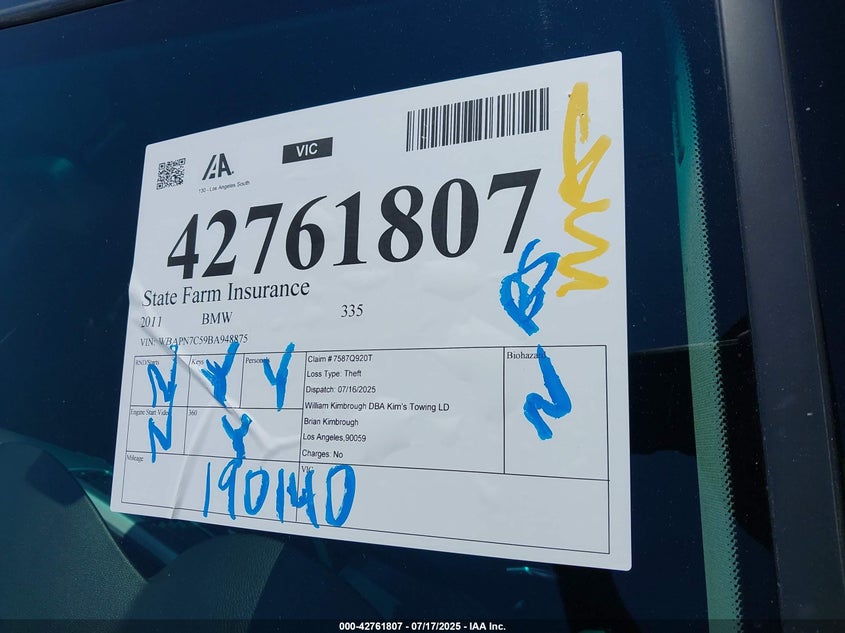 IAA.
130 - Los Angeles South
VIC
42761807
State Farm Insurance
2011 BMW 335
VIN: WBAPN7C59BA948875
RND/Starts Keys
N Y Y
Engine Start Video 360
N Y
Mileage
190140
Claim # 7587Q920T
Loss Type: Theft
Dispatch: 07/16/2025
William Kimbrough DBA Kim's Towing LD
Brian Kimbrough
Los Angeles,90059
Charges: No
VIC
Biohazard
N
000-42761807 - 07/17/2025 - IAA Inc.